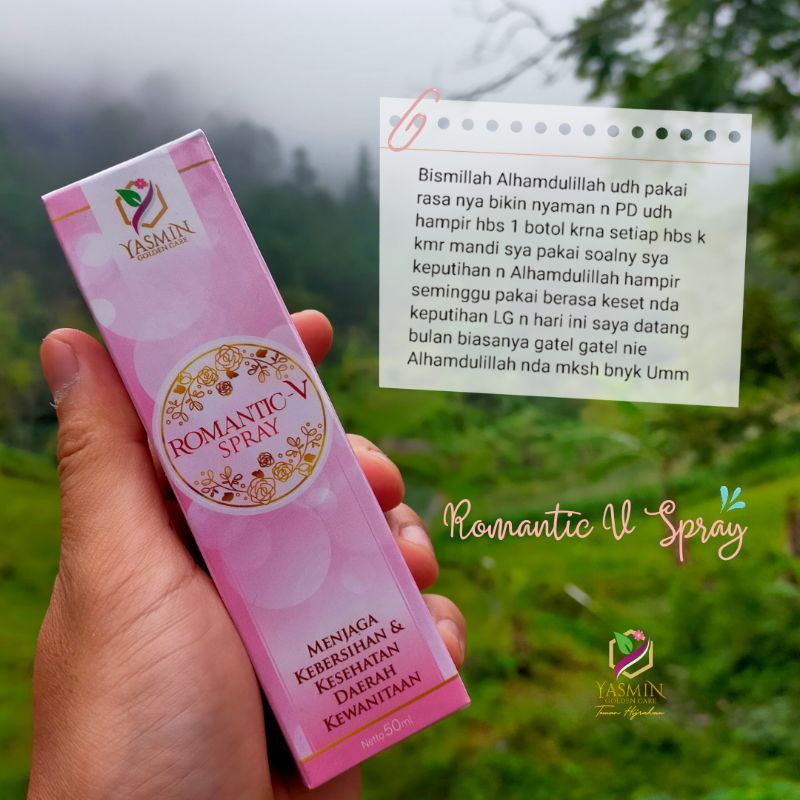 YASMIN
GOLDEN CARE
ROMANTIC-V
SPRAY
MENJAGA
KEBERSIHAN &
KESEHATAN
DAERAH
KEWANITAAN
Netto 50ml
Bismillah Alhamdulillah udh pakai
rasa nya bikin nyaman n PD udh
hampir hbs 1 botol krna setiap hbs k
kmr mandi sya pakai soalny sya
keputihan n Alhamdulillah hampir
seminggu pakai berasa keset nda
keputihan LG n hari ini saya datang
bulan biasanya gatel gatel nie
Alhamdulillah nda mksh bnyk Umm
Romantic V Spray
YASMIN
GOLDEN CARE
Teman Hijrahmu